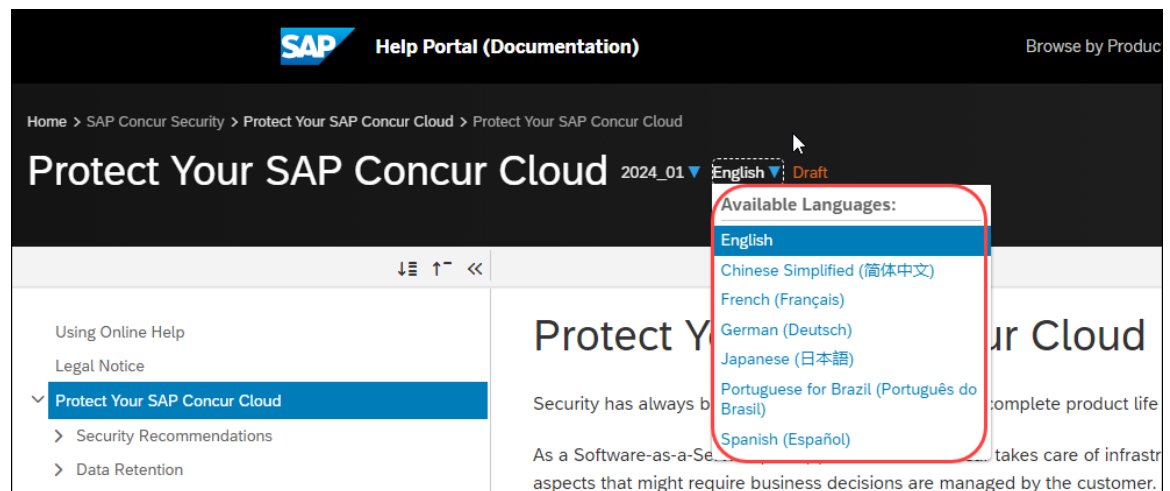 SAP Help Portal (Documentation)
Browse by Produc
Home > SAP Concur Security > Protect Your SAP Concur Cloud > Protect Your SAP Concur Cloud
Protect Your SAP Concur Cloud 2024_01 English Draft
Available Languages:
English
Chinese Simplified (简体中文)
French (Français)
German (Deutsch)
Japanese (日本語)
Portuguese for Brazil (Português do
Brasil)
Spanish (Español)
Using Online Help
Legal Notice
Protect Your SAP Concur Cloud
Security Recommendations
Data Retention
Protect Y ur Cloud
Security has always b complete product life
As a Software-as-a-Se takes care of infrastr
aspects that might require business decisions are managed by the customer.